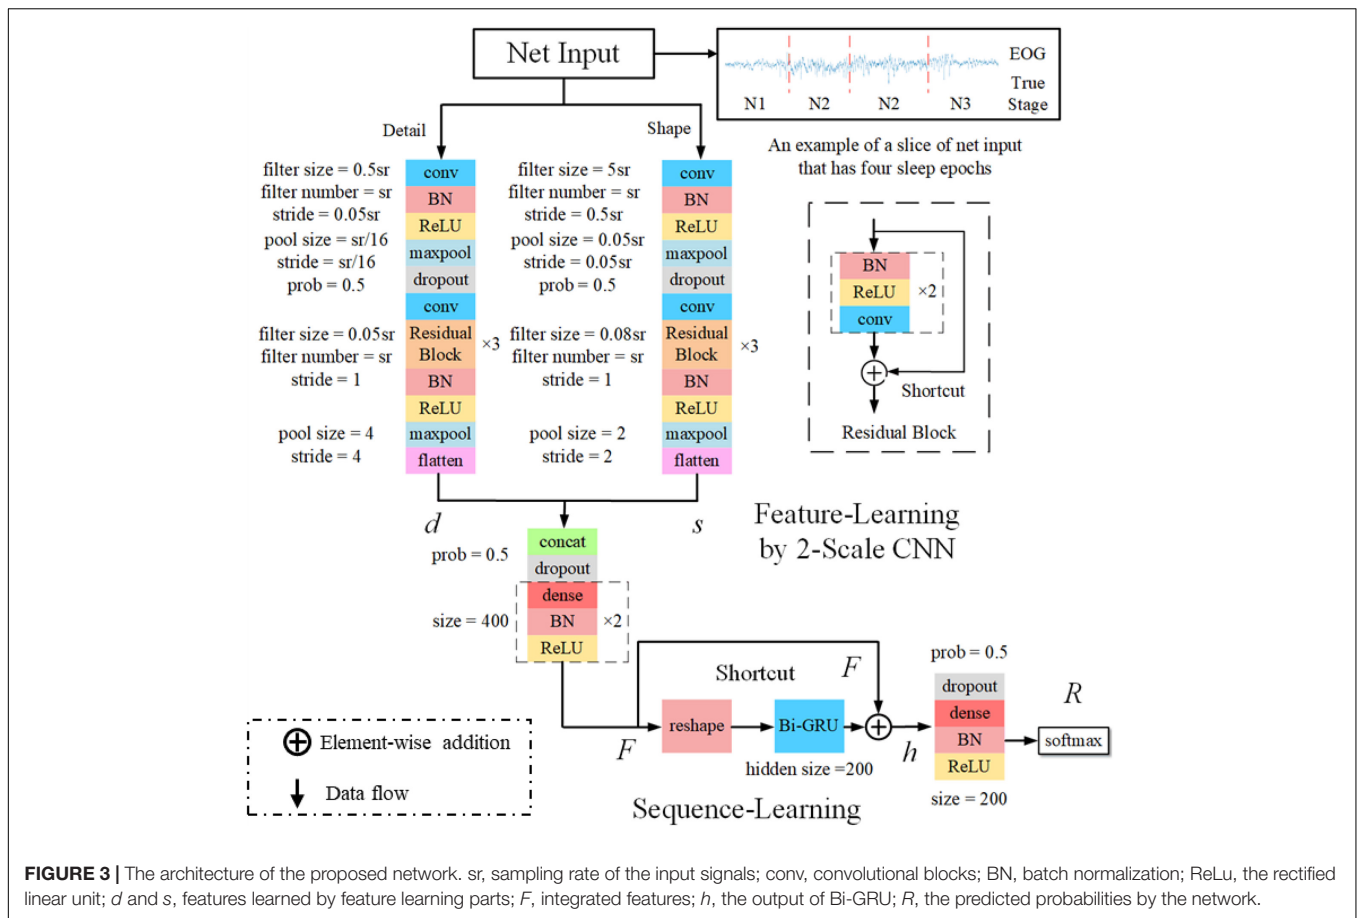 Net Input
EOG
True
Stage
N1 N2 N2 N3
An example of a slice of net input
that has four sleep epochs
Detail
Shape
filter size = 0.5sr
filter number = sr
stride = 0.05sr
pool size = sr/16
stride = sr/16
prob = 0.5
filter size = 0.05sr
filter number = sr
stride = 1
pool size = 4
stride = 4
conv
BN
ReLU
maxpool
dropout
conv
Residual
Block
BN
ReLU
maxpool
flatten
×3
filter size = 5sr
filter number = sr
stride = 0.5sr
pool size = 0.05sr
stride = 0.05sr
prob = 0.5
filter size = 0.08sr
filter number = sr
stride = 1
pool size = 2
stride = 2
conv
BN
ReLU
maxpool
dropout
conv
Residual
Block
BN
ReLU
maxpool
flatten
×3
BN
ReLU
conv
×2
Shortcut
Residual Block
d
s
Feature-Learning
by 2-Scale CNN
prob = 0.5
size = 400
concat
dropout
dense
BN
ReLU
×2
Shortcut
F
F
reshape
Bi-GRU
hidden size =200
h
Sequence-Learning
prob = 0.5
dropout
dense
BN
ReLU
size = 200
R
softmax
Element-wise addition
Data flow
FIGURE 3 | The architecture of the proposed network. sr, sampling rate of the input signals; conv, convolutional blocks; BN, batch normalization; ReLu, the rectified
linear unit; d and s, features learned by feature learning parts; F, integrated features; h, the output of Bi-GRU; R, the predicted probabilities by the network.